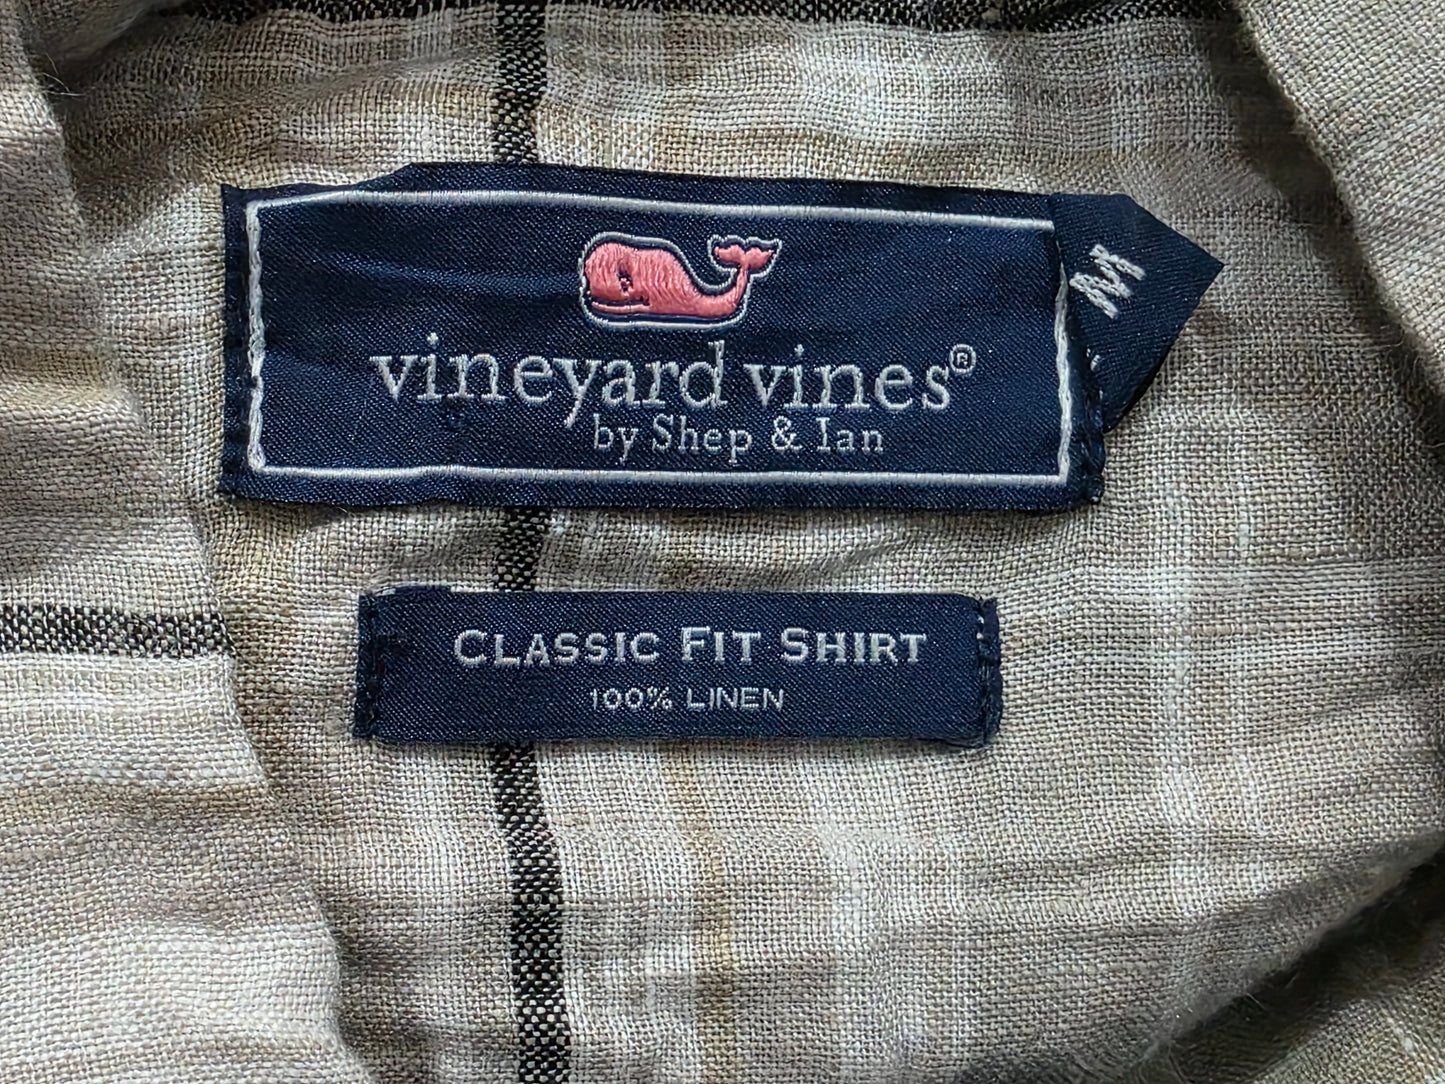 vineyard vines®
by Shep & Ian
M
CLASSIC FIT SHIRT
100% LINEN